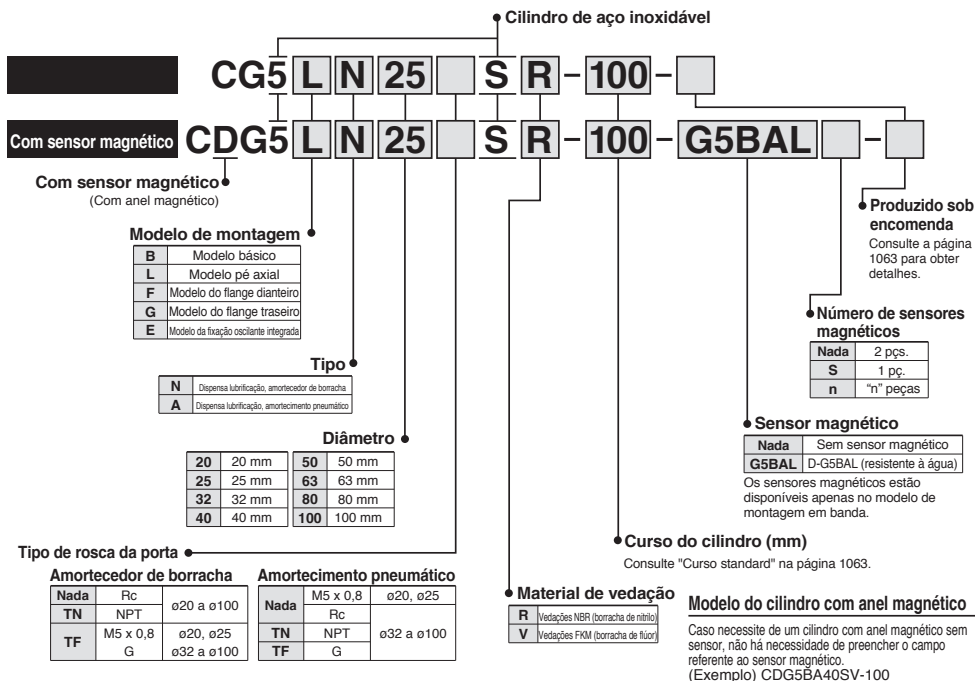 Cilindro de aço inoxidável
CG5 L N 25 S R - 100 -
Com sensor magnético CDG5 L N 25 S R - 100 - G5BAL -
Com sensor magnético
(Com anel magnético)
Modelo de montagem
B Modelo básico
L Modelo pé axial
F Modelo do flange dianteiro
G Modelo do flange traseiro
E Modelo da fixação oscilante integrada
Tipo
N Dispensa lubrificação, amortecedor de borracha
A Dispensa lubrificação, amortecimento pneumático
Diâmetro
20 20 mm 50 50 mm
25 25 mm 63 63 mm
32 32 mm 80 80 mm
40 40 mm 100 100 mm
Tipo de rosca da porta
Amortecedor de borracha
Nada Rc ø20 a ø100
TN NPT
TF M5 x 0,8 ø20, ø25
G ø32 a ø100
Amortecimento pneumático
Nada M5 x 0,8 ø20, ø25
Rc ø32 a ø100
TN NPT
TF G
Material de vedação
R Vedações NBR (borracha de nitrilo)
V Vedações FKM (borracha de flúor)
Curso do cilindro (mm)
Consulte "Curso standard" na página 1063.
Sensor magnético
Nada Sem sensor magnético
G5BAL D-G5BAL (resistente à água)
Os sensores magnéticos estão
disponíveis apenas no modelo de
montagem em banda.
Número de sensores
magnéticos
Nada 2 pçs.
S 1 pç.
n “n” peças
Produzido sob
encomenda
Consulte a página
1063 para obter
detalhes.
Modelo do cilindro com anel magnético
Caso necessite de um cilindro com anel magnético sem
sensor, não há necessidade de preencher o campo
referente ao sensor magnético.
(Exemplo) CDG5BA40SV-100